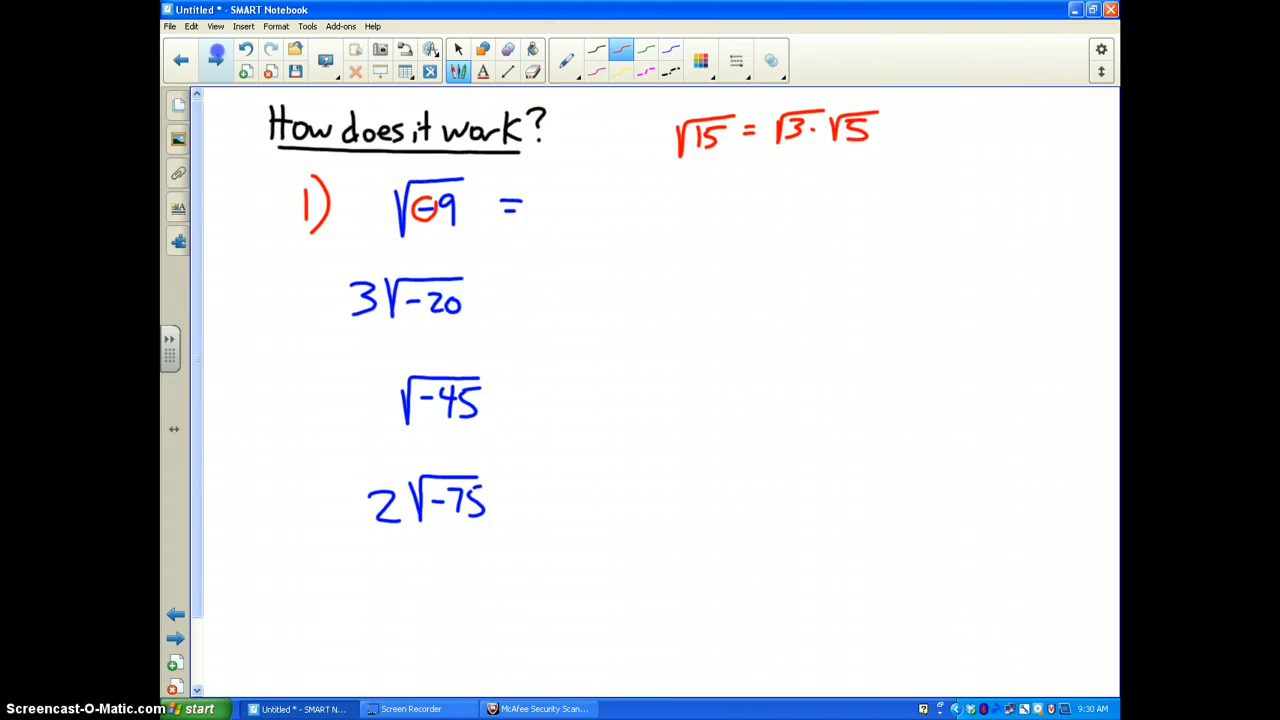 Untitled * - SMART Notebook
File Edit View Insert Format Tools Add-ons Help
How does it work?
√15 = √3 · √5
1) √-9 =
3√-20
√-45
2√-75
Screencast-O-Matic.com
start
Untitled * - SMART N...
Screen Recorder
McAfee Security Scan...
9:30 AM